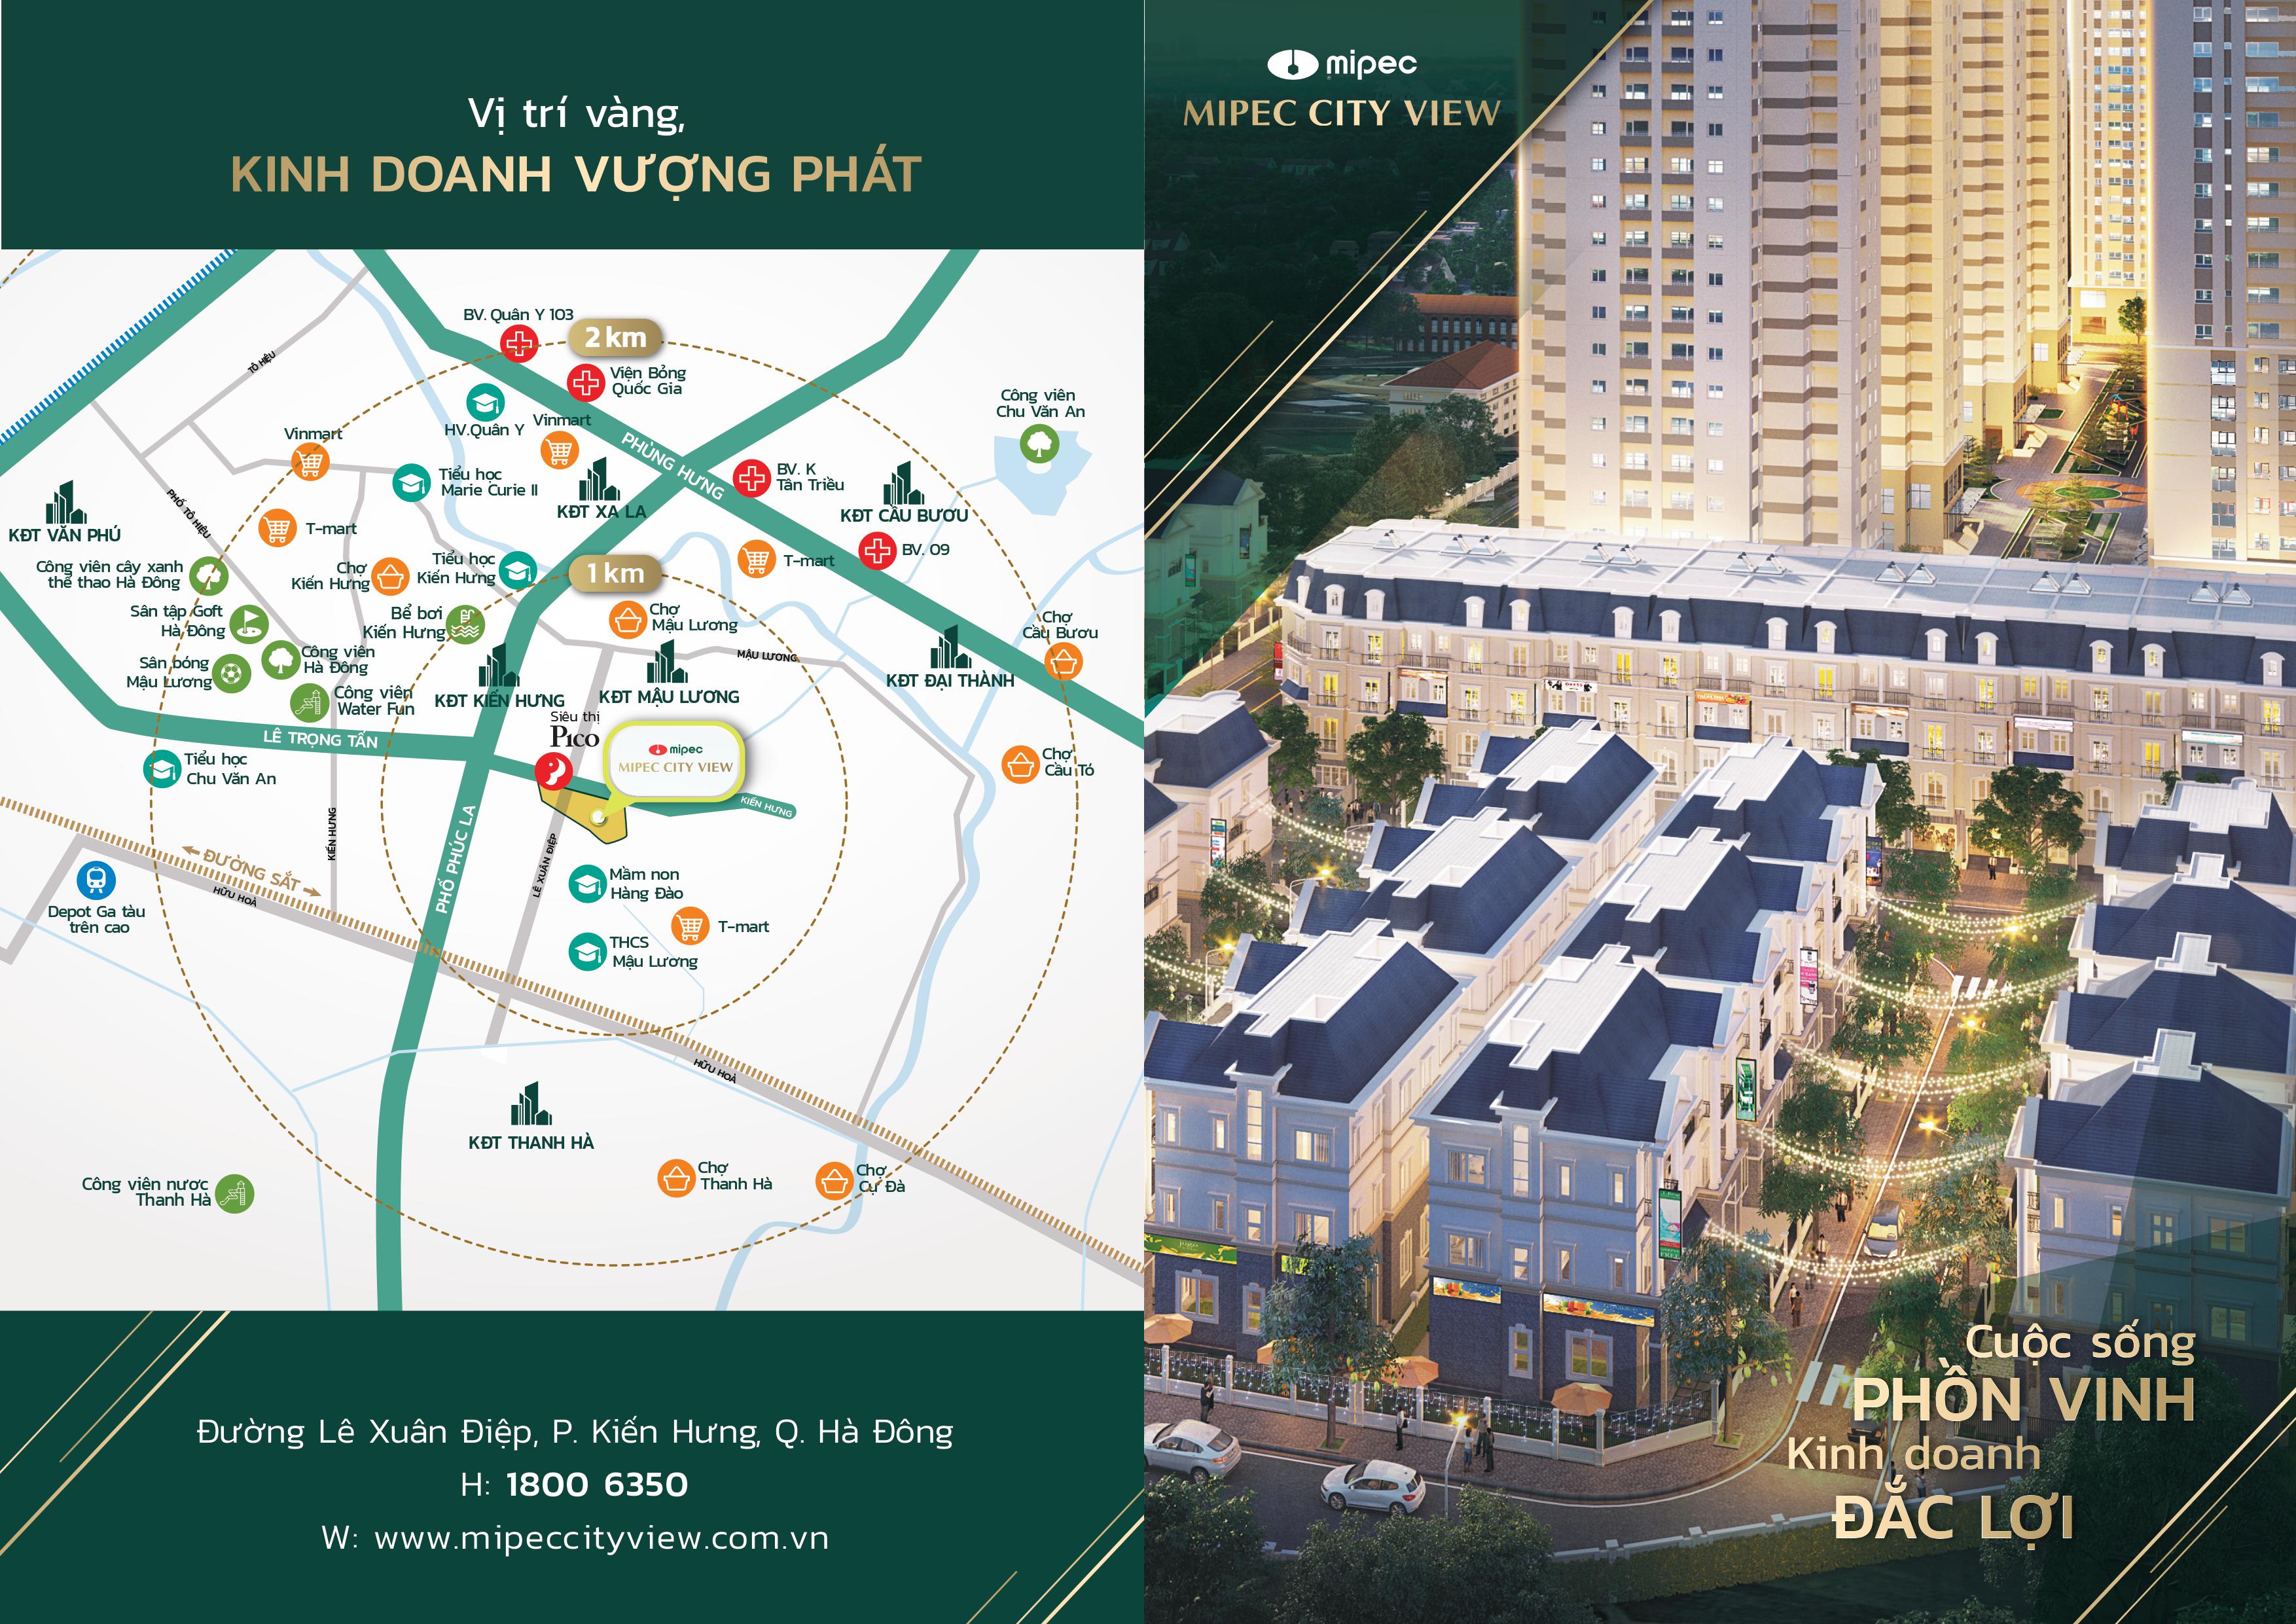 Vị trí vàng,
KINH DOANH VƯỢNG PHÁT
BV. Quân Y 103
2 km
Viện Bỏng
Quốc Gia
TÔ HIỆU
HV.Quân Y
Vinmart
Công viên
Chu Văn An
Vinmart
PHÙNG HƯNG
Tiểu học
Marie Curie II
BV. K
Tân Triều
KĐT XA LA
KĐT CẦU BƯƠU
PHỐ TÔ HIỆU
KĐT VĂN PHÚ
T-mart
BV. 09
T-mart
Công viên cây xanh
thể thao Hà Đông
Chợ
Kiến Hưng
Tiểu học
Kiến Hưng
1 km
Sân tập Goft
Hà Đông
Bể bơi
Kiến Hưng
Chợ
Mậu Lương
Chợ
Cầu Bươu
MẬU LƯƠNG
Sân bóng
Mậu Lương
Công viên
Hà Đông
KĐT ĐẠI THÀNH
Công viên
Water Fun
KĐT KIẾN HƯNG
KĐT MẬU LƯƠNG
Siêu thị
Pico
LÊ TRỌNG TẤN
mipec
MIPEC CITY VIEW
Tiểu học
Chu Văn An
Chợ
Cầu Tó
KIẾN HƯNG
KIẾN HƯNG
PHỐ PHÚC LA
LÊ XUÂN ĐIỆP
ĐƯỜNG SẮT
HỮU HOÀ
Mầm non
Hàng Đào
Depot Ga tàu
trên cao
T-mart
THCS
Mậu Lương
HỮU HOÀ
KĐT THANH HÀ
Chợ
Thanh Hà
Chợ
Cự Đà
Công viên nước
Thanh Hà
Đường Lê Xuân Điệp, P. Kiến Hưng, Q. Hà Đông
H: 1800 6350
W: www.mipeccityview.com.vn
mipec
MIPEC CITY VIEW
Cuộc sống
PHỒN VINH
Kinh doanh
ĐẮC LỢI